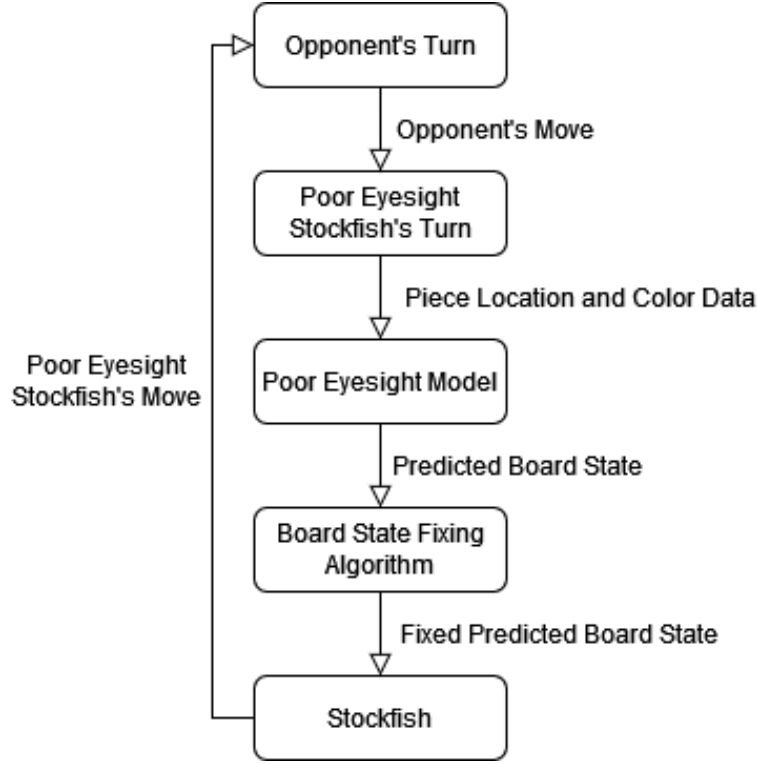 Opponent's Turn
Opponent's Move
Poor Eyesight
Stockfish's Turn
Piece Location and Color Data
Poor Eyesight
Stockfish's Move
Poor Eyesight Model
Predicted Board State
Board State Fixing
Algorithm
Fixed Predicted Board State
Stockfish